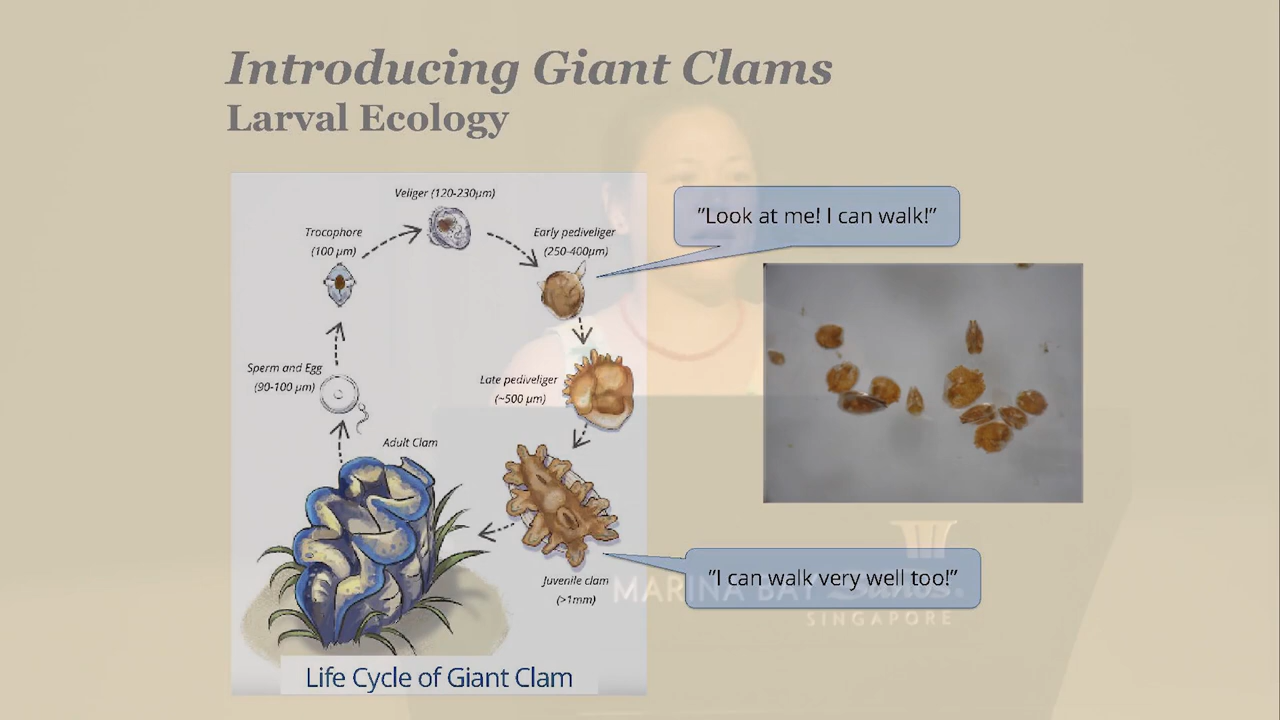 Introducing Giant Clams
Larval Ecology
Veliger (120-230µm)
Trocophore
(100 µm)
Early pediveliger
(250-400µm)
"Look at me! I can walk!"
Sperm and Egg
(90-100 µm)
Late pediveliger
(~500 µm)
Adult Clam
Juvenile clam
(>1mm)
"I can walk very well too!"
MARINA BAY Sands.
SINGAPORE
Life Cycle of Giant Clam